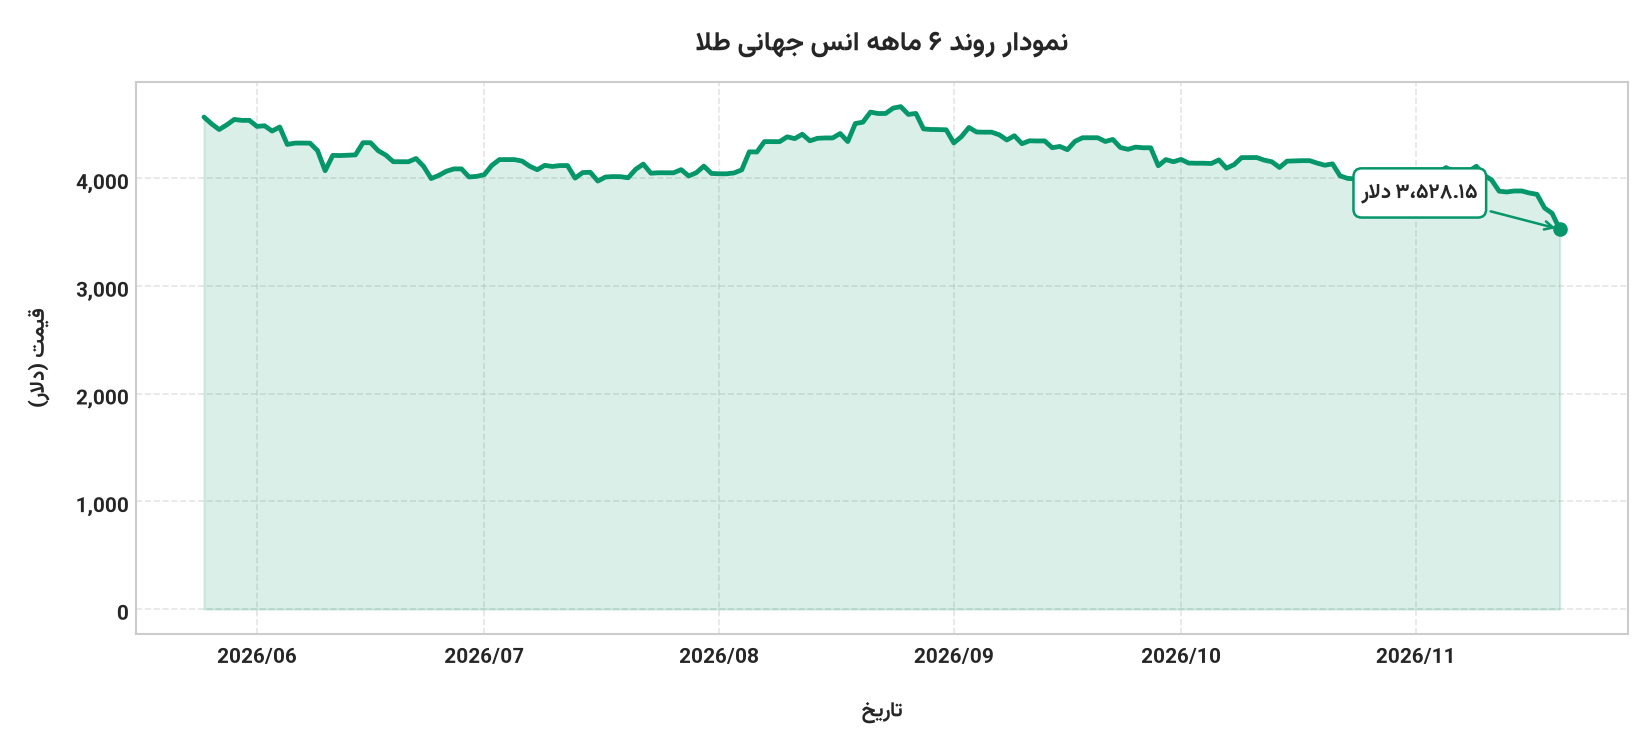 نمودار روند ۶ ماهه انس جهانی طلا
قیمت (دلار)
4,000
3,000
2,000
1,000
0
۳،۵۲۸.۱۵ دلار
2026/06
2026/07
2026/08
2026/09
2026/10
2026/11
تاریخ